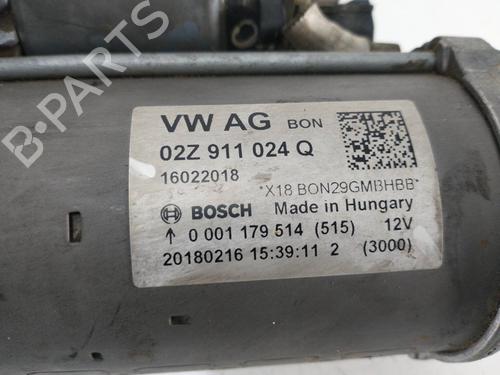 VW AG BON
02Z 911 024 Q
16022018
*X18 BON29GMBHBB*
BOSCH Made in Hungary
↑ 0 001 179 514 (515) 12V
20180216 15:39:11 2 (3000)
B-PARTS